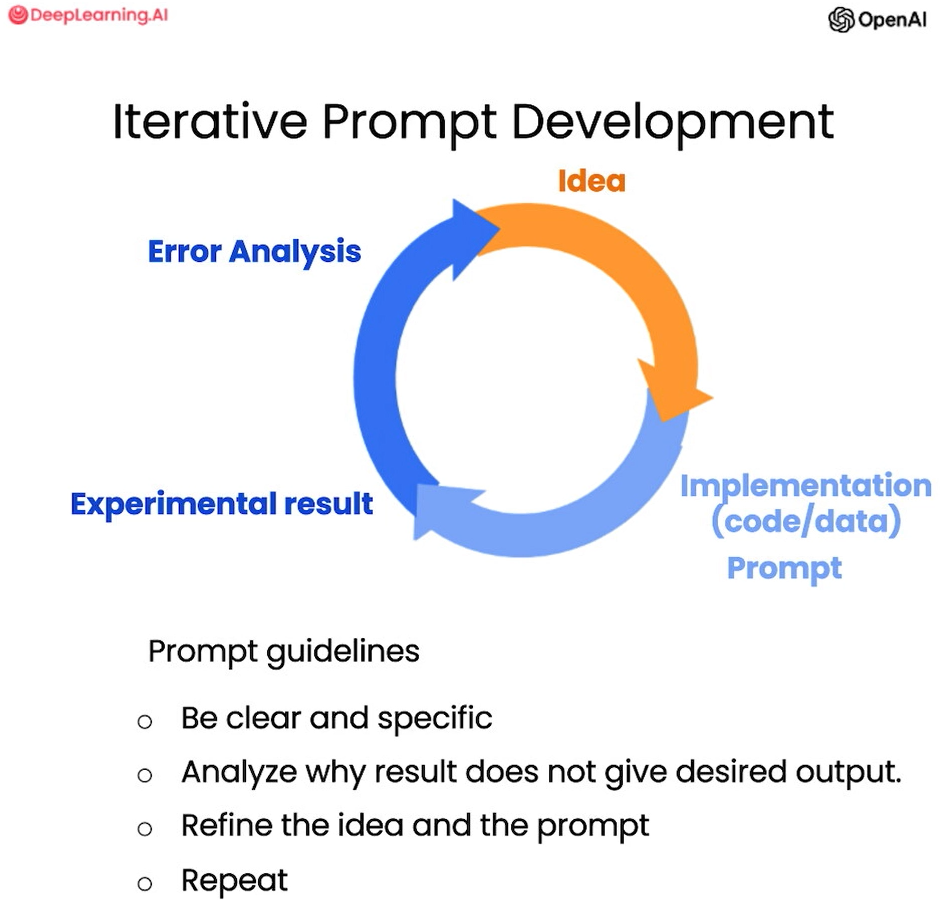 DeepLearning.AI
OpenAI
Iterative Prompt Development
Idea
Error Analysis
Experimental result
Implementation
(code/data)
Prompt
Prompt guidelines
Be clear and specific
Analyze why result does not give desired output.
Refine the idea and the prompt
Repeat